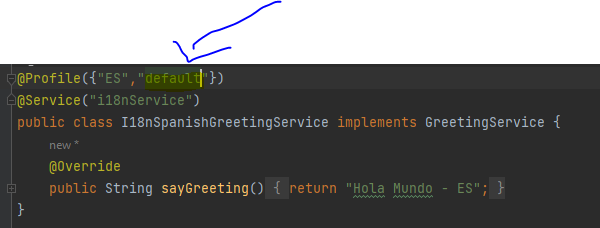 @Profile({"ES","default"})
@Service("i18nService")
public class I18nSpanishGreetingService implements GreetingService {
new *
@Override
public String sayGreeting() { return "Hola Mundo - ES"; }
}